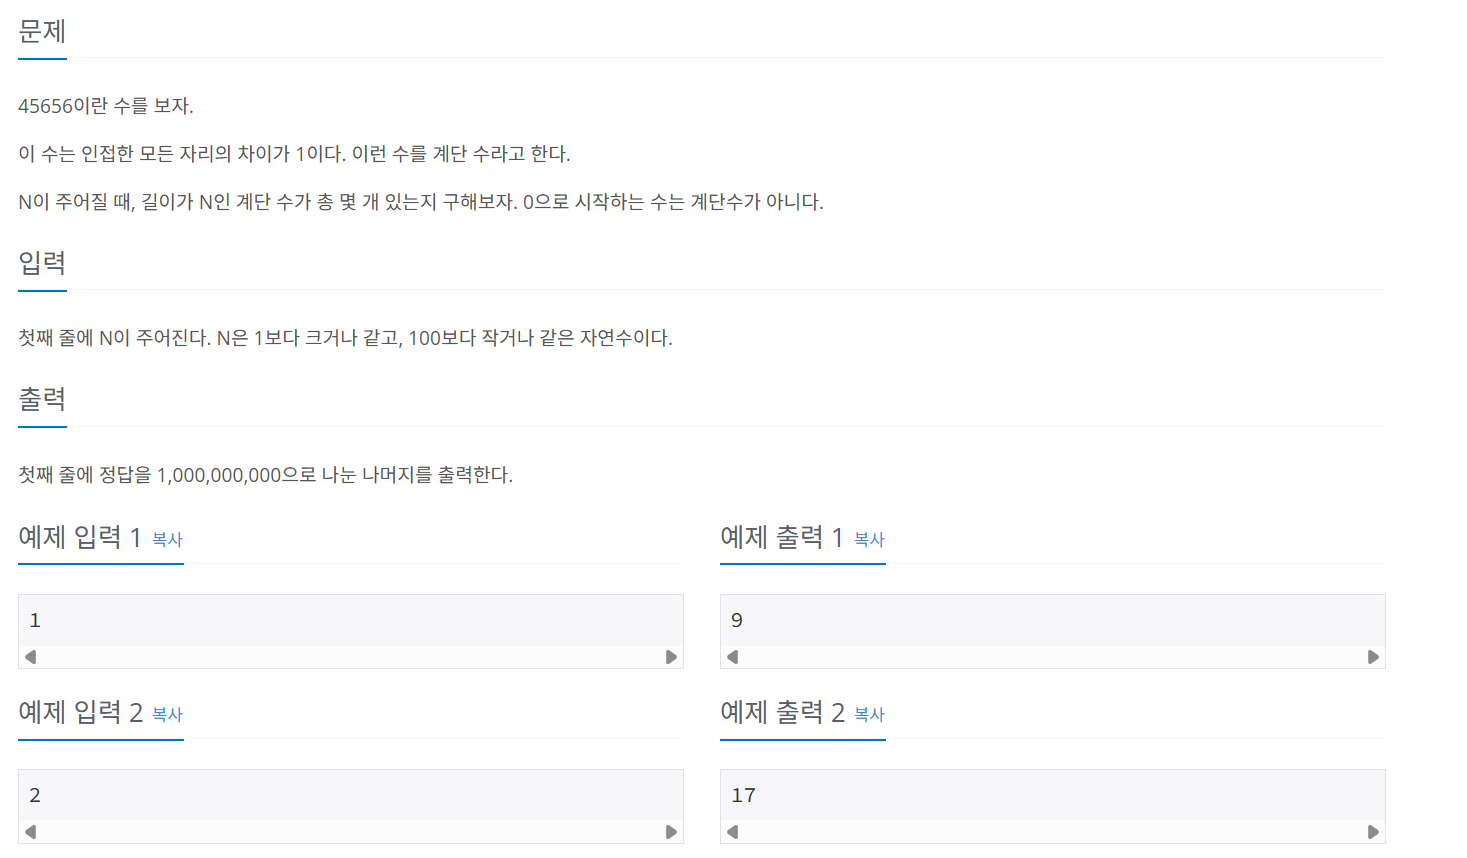 문제
45656이란 수를 보자.
이 수는 인접한 모든 자리의 차이가 1이다. 이런 수를 계단 수라고 한다.
N이 주어질 때, 길이가 N인 계단 수가 총 몇 개 있는지 구해보자. 0으로 시작하는 수는 계단수가 아니다.
입력
첫째 줄에 N이 주어진다. N은 1보다 크거나 같고, 100보다 작거나 같은 자연수이다.
출력
첫째 줄에 정답을 1,000,000,000으로 나눈 나머지를 출력한다.
예제 입력 1 복사
1
예제 출력 1 복사
9
예제 입력 2 복사
2
예제 출력 2 복사
17